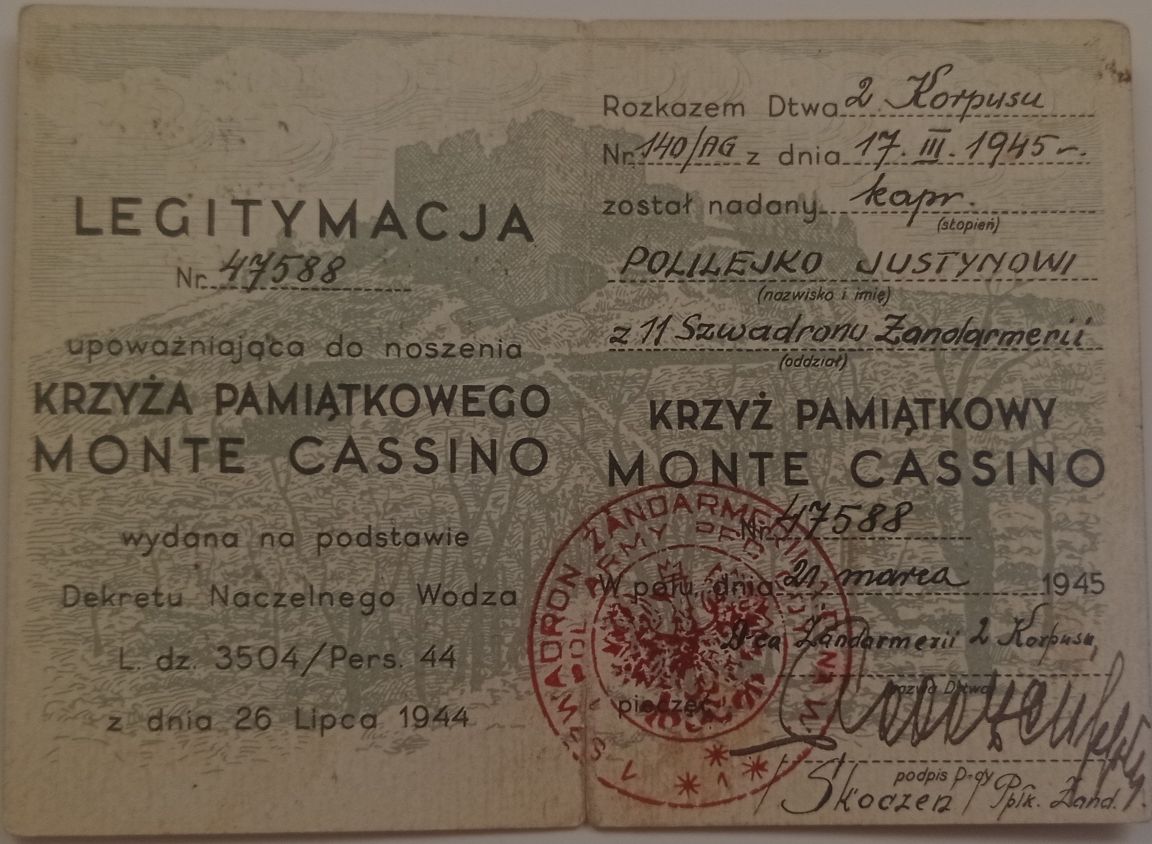 LEGITYMACJA
Nr. 47588
upoważniająca do noszenia
KRZYŻA PAMIĄTKOWEGO
MONTE CASSINO
wydana na podstawie
Dekretu Naczelnego Wodza
L. dz. 3504/Pers. 44
z dnia 26 Lipca 1944
Rozkazem Dtwa 2 Korpusu
Nr. 140/AG z dnia 17. III. 1945 r.
został nadany kapr.
(stopień)
POLILEJKO JUSTYNOWI
(nazwisko i imię)
z 11 Szwadronu Żandarmerii
(oddział)
KRZYŻ PAMIĄTKOWY
MONTE CASSINO
Nr. 47588
W polu, dnia 21 marca 1945
D-ca Żandarmerii 2 Korpusu,
nazwa Dtwa
pieczęć
podpis D-cy
/Skoczeń/ Ppłk. Żand.
SZWADRON ŻANDARMERII